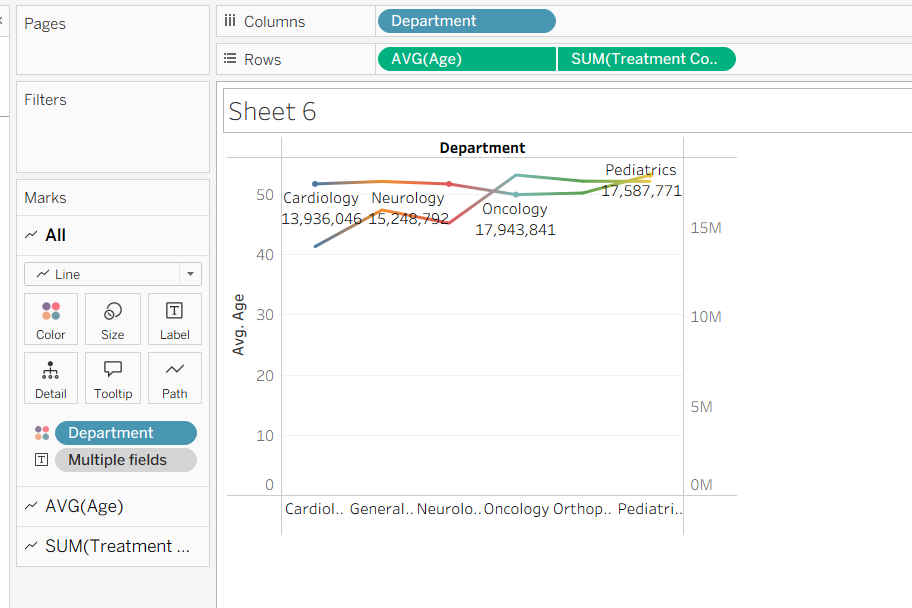 Pages
Columns
Department
Rows
AVG(Age)
SUM(Treatment Co..
Filters
Sheet 6
Department
Marks
All
Line
Color
Size
Label
Detail
Tooltip
Path
Department
Multiple fields
AVG(Age)
SUM(Treatment ...
Avg. Age
50
40
30
20
10
0
Cardiology
13,936,046
Neurology
15,248,792
Oncology
17,943,841
Pediatrics
17,587,771
15M
10M
5M
0M
Cardiol.. General.. Neurolo.. Oncology Orthop.. Pediatri..